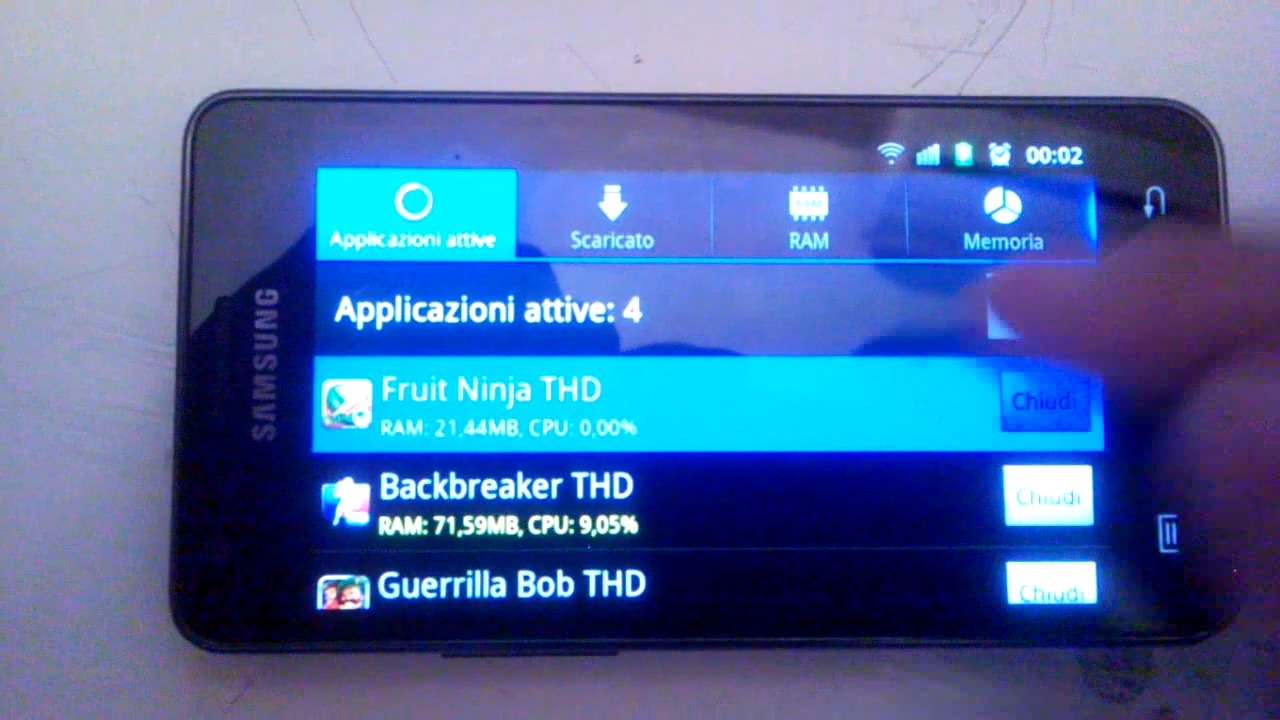 SAMSUNG
00:02
Applicazioni attive
Scaricato
RAM
RAM
Memoria
Applicazioni attive: 4
Fruit Ninja THD
RAM: 21,44MB, CPU: 0,00%
Chiudi
Backbreaker THD
RAM: 71,59MB, CPU: 9,05%
Chiudi
Guerrilla Bob THD
Chiudi